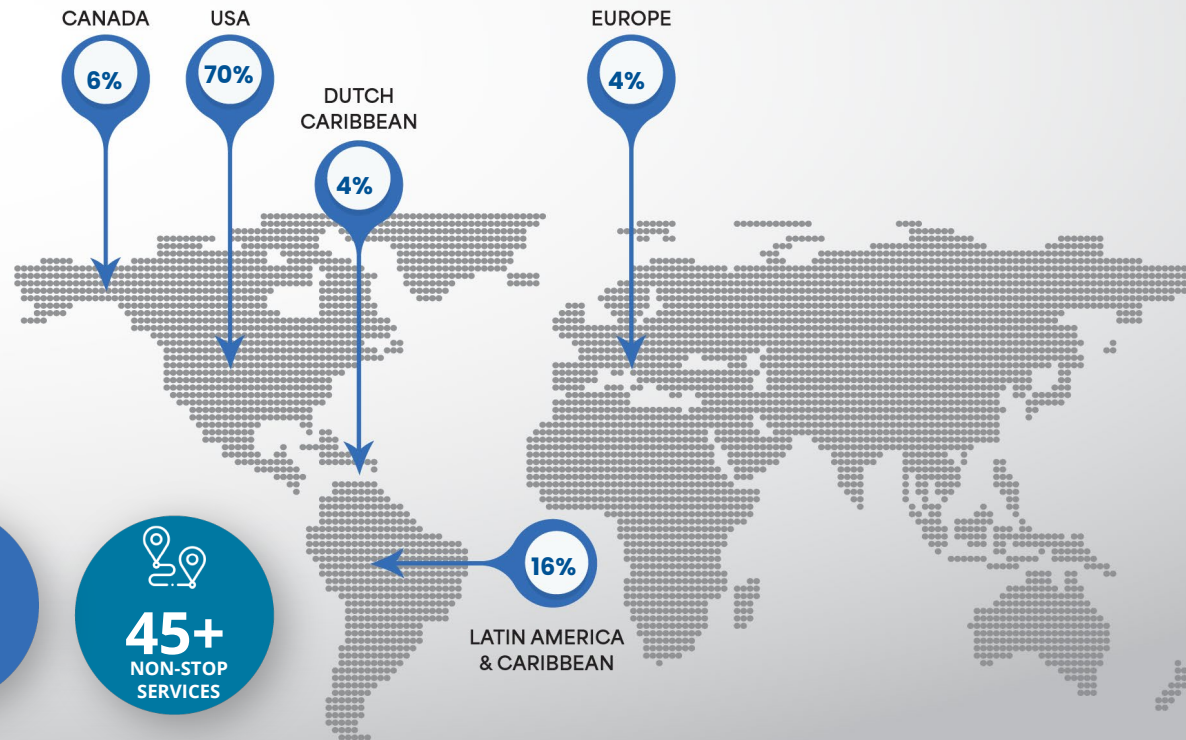 CANADA
6%
USA
70%
DUTCH
CARIBBEAN
4%
EUROPE
4%
16%
LATIN AMERICA
& CARIBBEAN
45+
NON-STOP
SERVICES